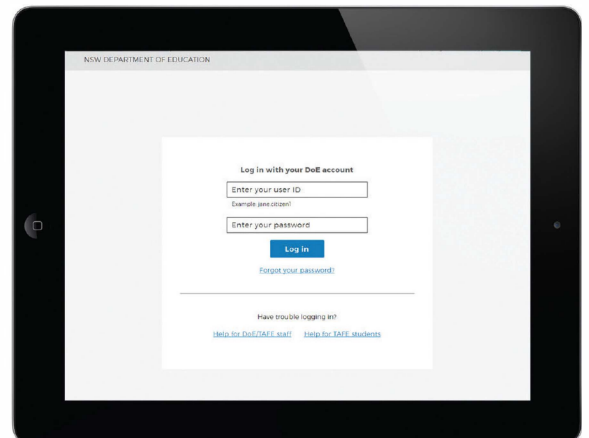 NSW DEPARTMENT OF EDUCATION
Log in with your DoE account
Enter your user ID
Example: jane.citizen1
Enter your password
Log in
Forgot your password?
Have trouble logging in?
Help for DoE/TAFE staff Help for TAFE students